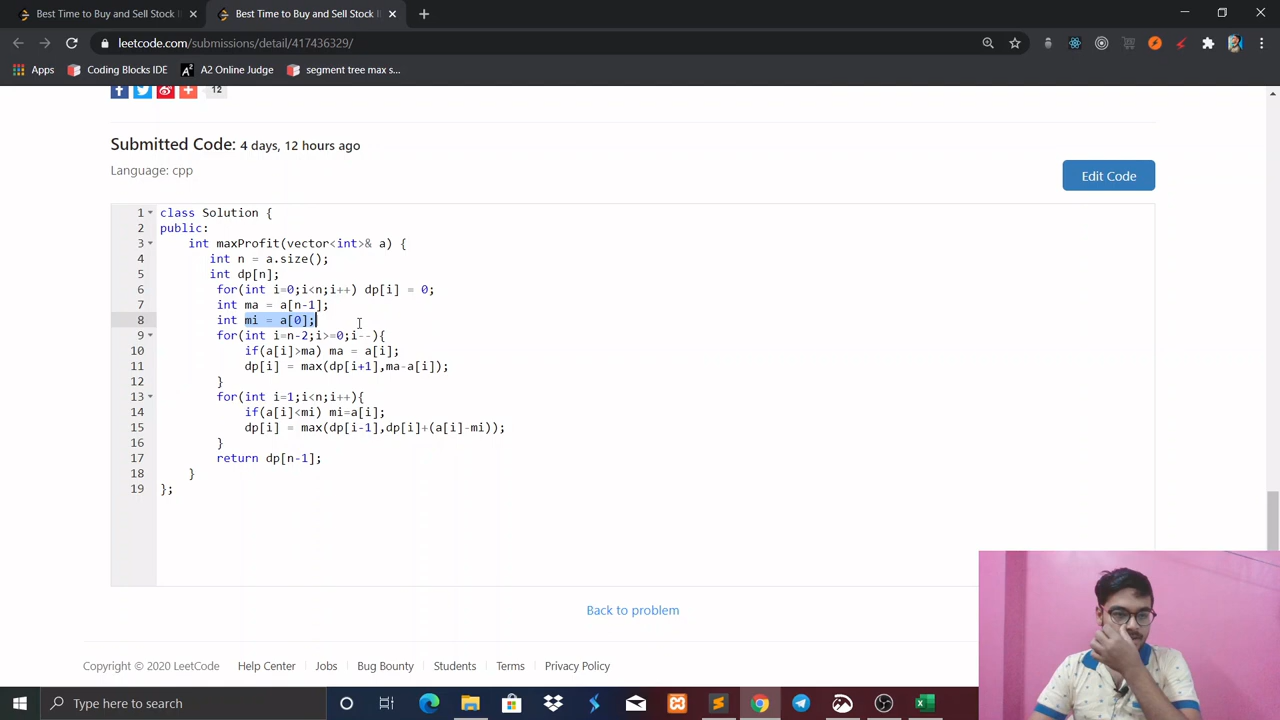 Best Time to Buy and Sell Stock I
Best Time to Buy and Sell Stock I
leetcode.com/submissions/detail/417436329/
Apps
Coding Blocks IDE
A2 Online Judge
segment tree max s...
12
Submitted Code: 4 days, 12 hours ago
Language: cpp
Edit Code
1 class Solution {
2 public:
3 int maxProfit(vector<int>& a) {
4 int n = a.size();
5 int dp[n];
6 for(int i=0;i<n;i++) dp[i] = 0;
7 int ma = a[n-1];
8 int mi = a[0];
9 for(int i=n-2;i>=0;i--){
10 if(a[i]>ma) ma = a[i];
11 dp[i] = max(dp[i+1],ma-a[i]);
12 }
13 for(int i=1;i<n;i++){
14 if(a[i]<mi) mi=a[i];
15 dp[i] = max(dp[i-1],dp[i]+(a[i]-mi));
16 }
17 return dp[n-1];
18 }
19 };
Back to problem
Copyright © 2020 LeetCode Help Center Jobs Bug Bounty Students Terms Privacy Policy
Type here to search